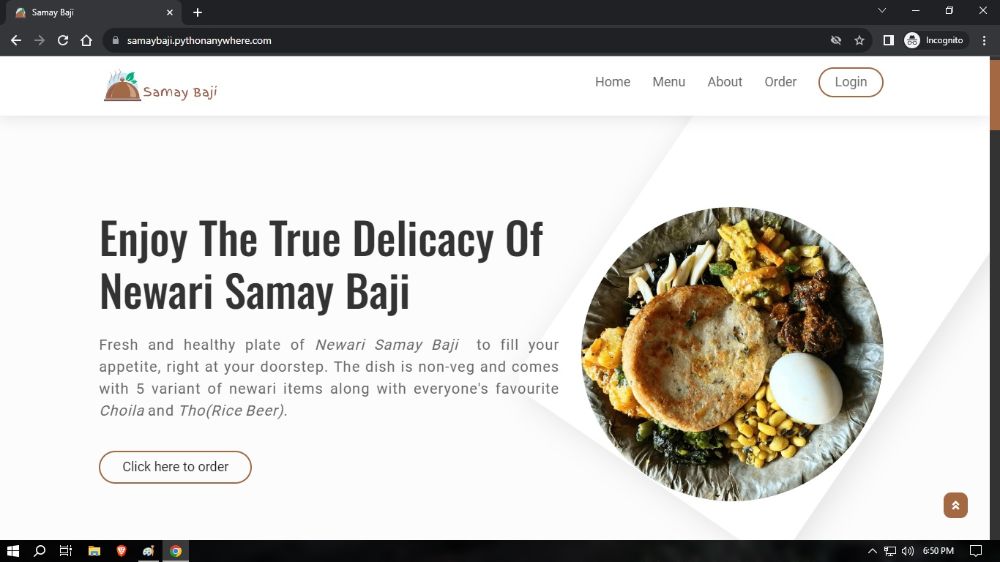 Samay Baji
samaybaji.pythonanywhere.com
Incognito
Samay Baji
Home
Menu
About
Order
Login
Enjoy The True Delicacy Of
Newari Samay Baji
Fresh and healthy plate of Newari Samay Baji to fill your
appetite, right at your doorstep. The dish is non-veg and comes
with 5 variant of newari items along with everyone's favourite
Choila and Tho(Rice Beer).
Click here to order
6:50 PM